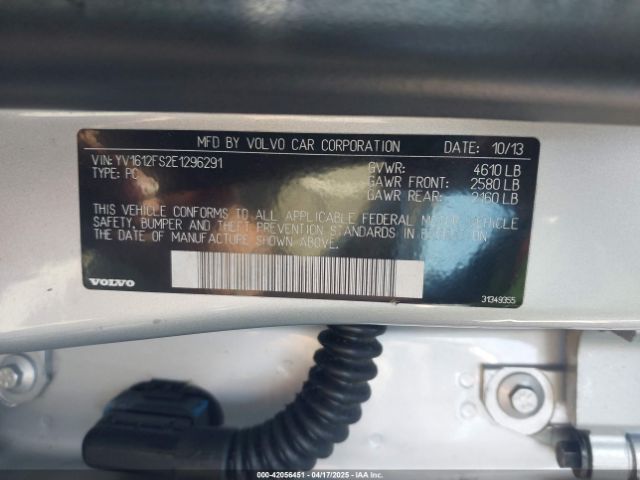 MFD BY VOLVO CAR CORPORATION DATE: 10/13
VIN: YV1612FS2E1296291 GVWR: 4610 LB
TYPE: PC GAWR FRONT: 2580 LB
GAWR REAR: 2160 LB
THIS VEHICLE CONFORMS TO ALL APPLICABLE FEDERAL MOTOR VEHICLE
SAFETY, BUMPER AND THEFT PREVENTION STANDARDS IN EFFECT ON
THE DATE OF MANUFACTURE SHOWN ABOVE.
VOLVO 31349355
000-42056451 - 04/17/2025 - IAA Inc.